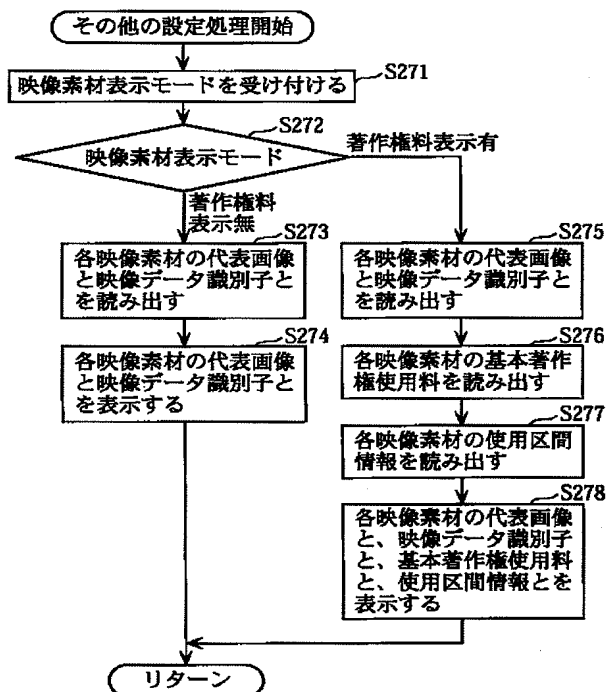 その他の設定処理開始
S271
映像素材表示モードを受け付ける
S272
映像素材表示モード
著作権料表示有
著作権料
表示無
S273
各映像素材の代表画像
と映像データ識別子と
を読み出す
S274
各映像素材の代表画像
と映像データ識別子と
を表示する
S275
各映像素材の代表画像
と映像データ識別子と
を読み出す
S276
各映像素材の基本著作
権使用料を読み出す
S277
各映像素材の使用区間
情報を読み出す
S278
各映像素材の代表画像
と、映像データ識別子
と、基本著作権使用料
と、使用区間情報とを
表示する
リターン